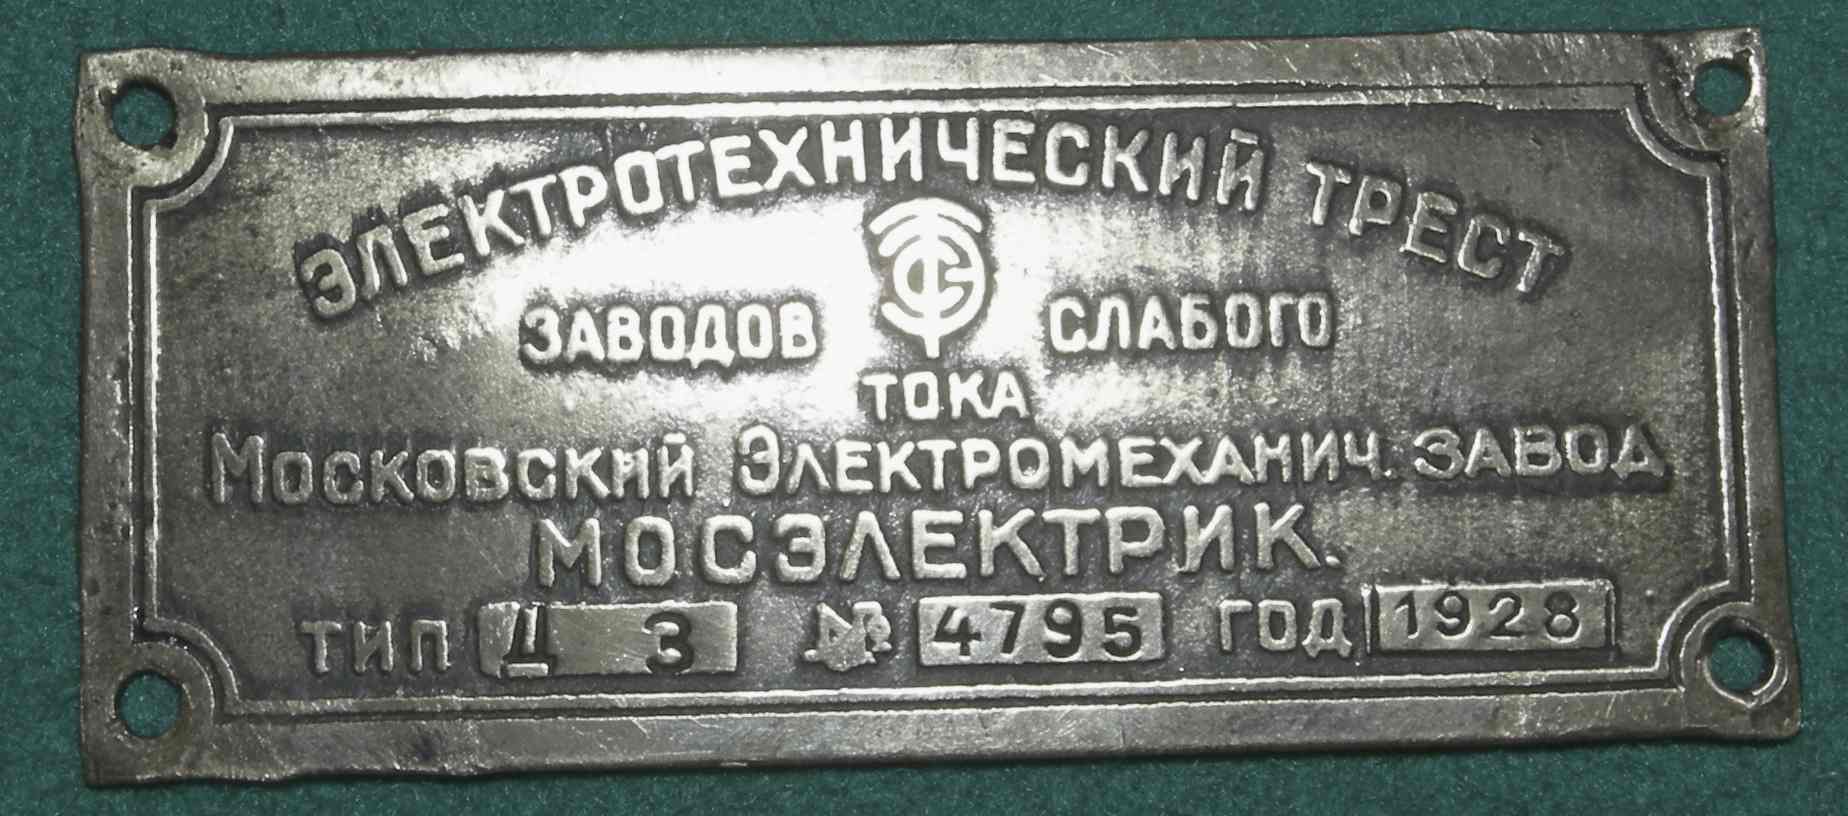 ЭЛЕКТРОТЕХНИЧЕСКИЙ ТРЕСТ
ЗАВОДОВ СЛАБОГО
ТОКА
МОСКОВСКИЙ ЭЛЕКТРОМЕХАНИЧ. ЗАВОД
МОСЭЛЕКТРИК.
ТИП Д 3 № 4795 ГОД 1928